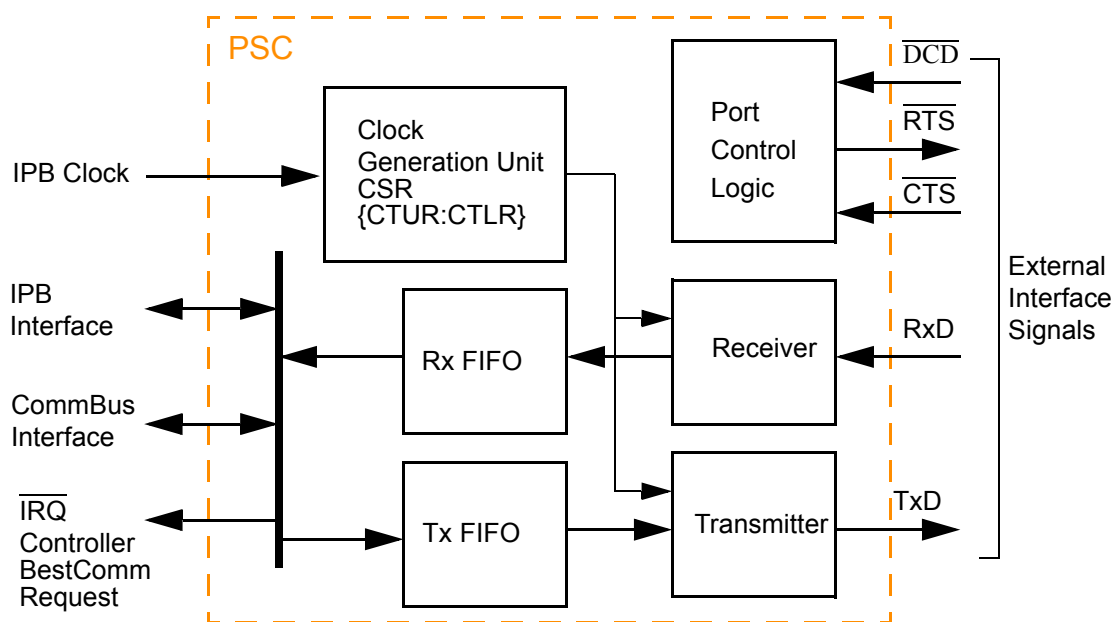 PSC
IPB Clock
Clock
Generation Unit
CSR
{CTUR:CTLR}
Port
Control
Logic
DCD
RTS
CTS
IPB
Interface
CommBus
Interface
IRQ
Controller
BestComm
Request
Rx FIFO
Receiver
RxD
Tx FIFO
Transmitter
TxD
External
Interface
Signals